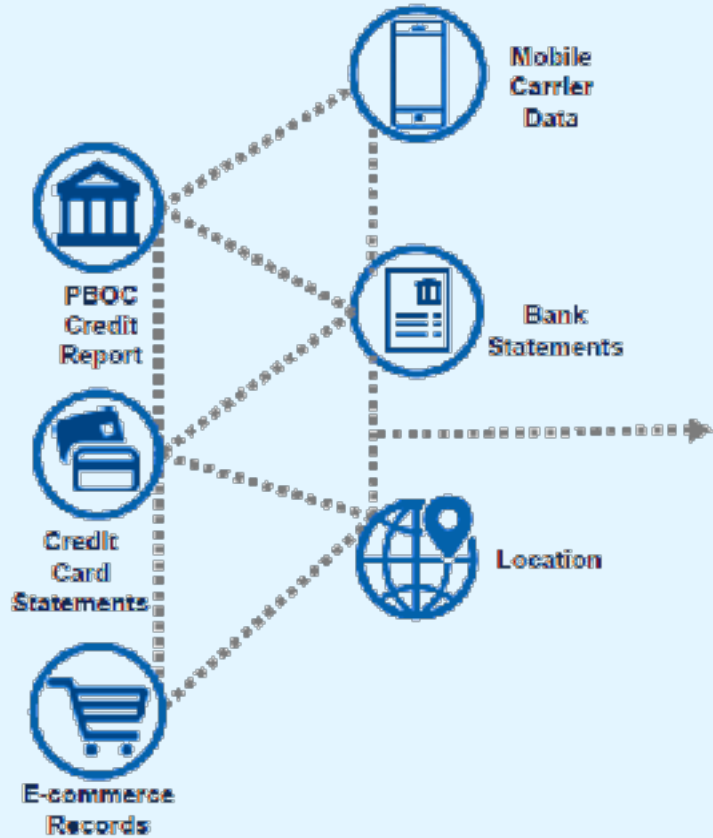 Mobile
Carrier
Data
PBOC
Credit
Report
Bank
Statements
Credit
Card
Statements
Location
E-commerce
Records